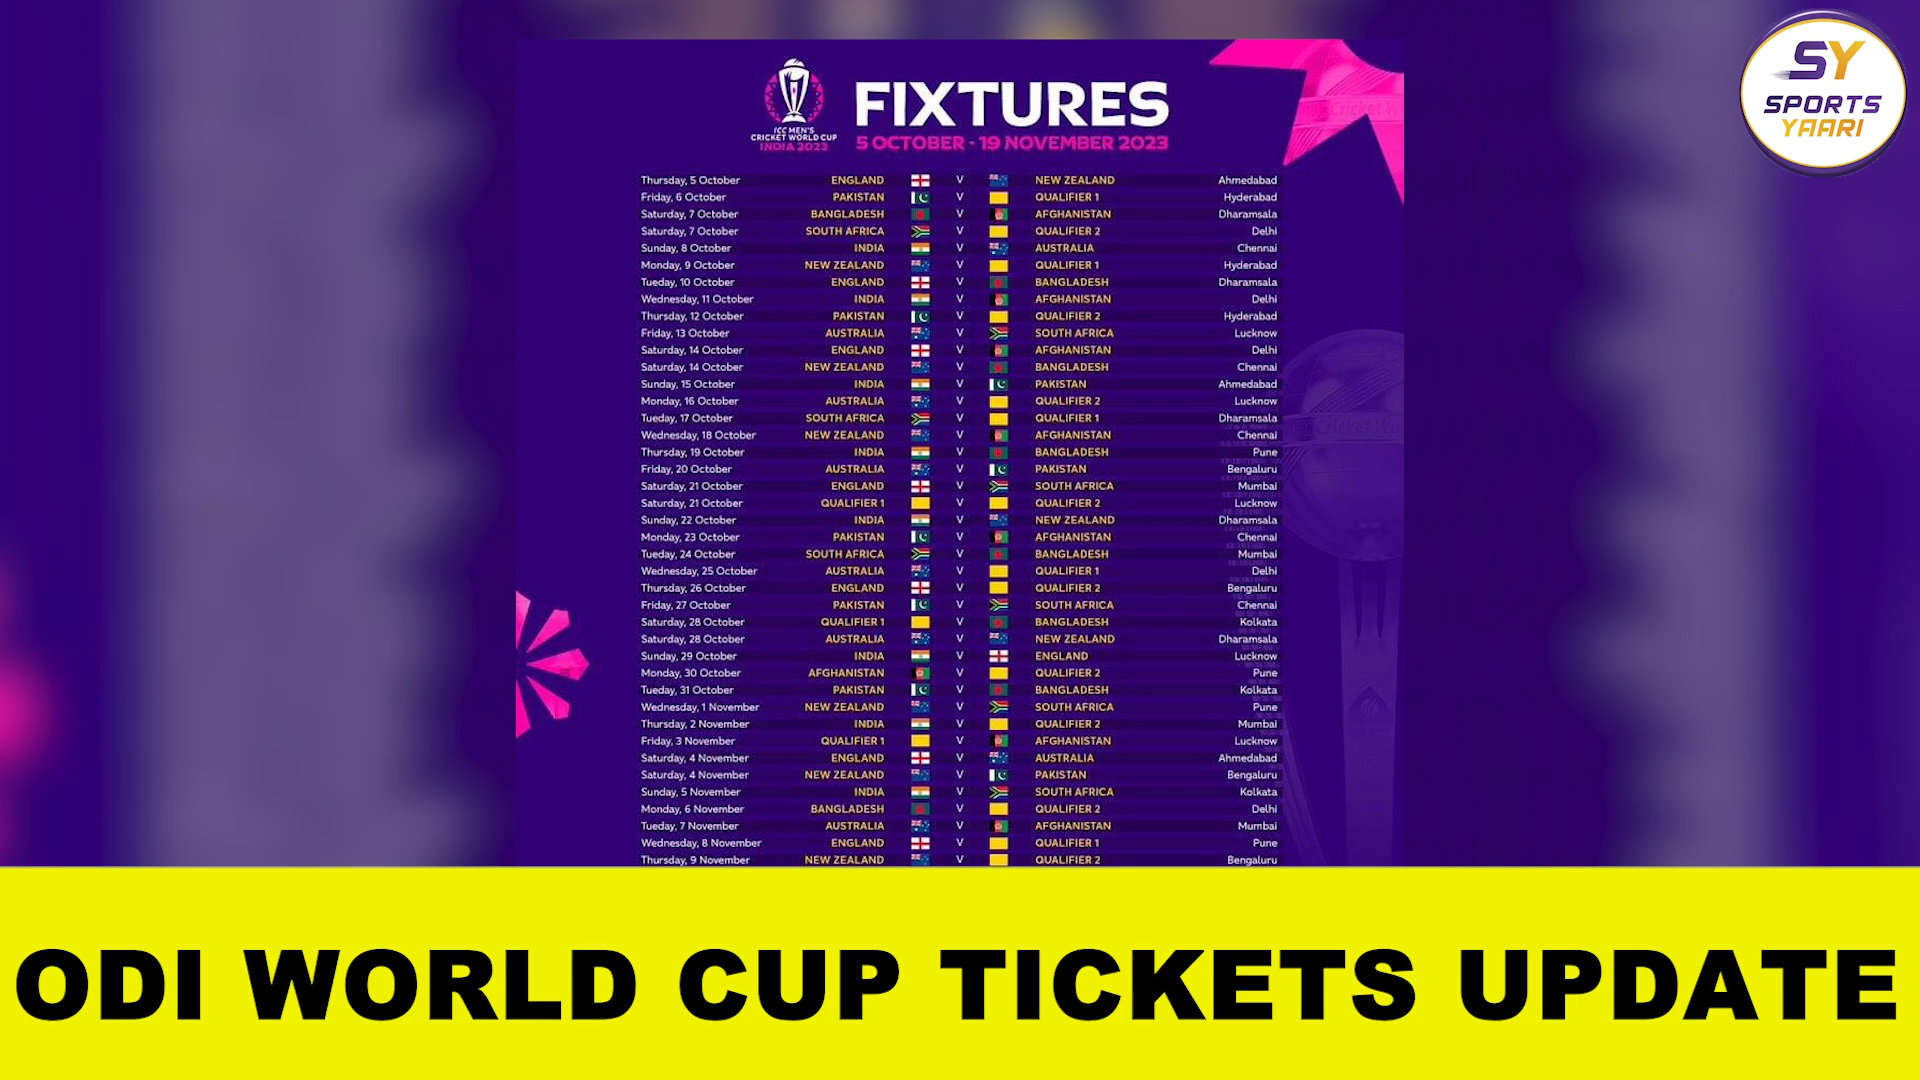 SY
SPORTS
YAARI
ICC MEN'S
CRICKET WORLD CUP
INDIA 2023
FIXTURES
5 OCTOBER - 19 NOVEMBER 2023
Thursday, 5 October ENGLAND V NEW ZEALAND Ahmedabad
Friday, 6 October PAKISTAN V QUALIFIER 1 Hyderabad
Saturday, 7 October BANGLADESH V AFGHANISTAN Dharamsala
Saturday, 7 October SOUTH AFRICA V QUALIFIER 2 Delhi
Sunday, 8 October INDIA V AUSTRALIA Chennai
Monday, 9 October NEW ZEALAND V QUALIFIER 1 Hyderabad
Tueday, 10 October ENGLAND V BANGLADESH Dharamsala
Wednesday, 11 October INDIA V AFGHANISTAN Delhi
Thursday, 12 October PAKISTAN V QUALIFIER 2 Hyderabad
Friday, 13 October AUSTRALIA V SOUTH AFRICA Lucknow
Saturday, 14 October ENGLAND V AFGHANISTAN Delhi
Saturday, 14 October NEW ZEALAND V BANGLADESH Chennai
Sunday, 15 October INDIA V PAKISTAN Ahmedabad
Monday, 16 October AUSTRALIA V QUALIFIER 2 Lucknow
Tueday, 17 October SOUTH AFRICA V QUALIFIER 1 Dharamsala
Wednesday, 18 October NEW ZEALAND V AFGHANISTAN Chennai
Thursday, 19 October INDIA V BANGLADESH Pune
Friday, 20 October AUSTRALIA V PAKISTAN Bengaluru
Saturday, 21 October ENGLAND V SOUTH AFRICA Mumbai
Saturday, 21 October QUALIFIER 1 V QUALIFIER 2 Lucknow
Sunday, 22 October INDIA V NEW ZEALAND Dharamsala
Monday, 23 October PAKISTAN V AFGHANISTAN Chennai
Tueday, 24 October SOUTH AFRICA V BANGLADESH Mumbai
Wednesday, 25 October AUSTRALIA V QUALIFIER 1 Delhi
Thursday, 26 October ENGLAND V QUALIFIER 2 Bengaluru
Friday, 27 October PAKISTAN V SOUTH AFRICA Chennai
Saturday, 28 October QUALIFIER 1 V BANGLADESH Kolkata
Saturday, 28 October AUSTRALIA V NEW ZEALAND Dharamsala
Sunday, 29 October INDIA V ENGLAND Lucknow
Monday, 30 October AFGHANISTAN V QUALIFIER 2 Pune
Tueday, 31 October PAKISTAN V BANGLADESH Kolkata
Wednesday, 1 November NEW ZEALAND V SOUTH AFRICA Pune
Thursday, 2 November INDIA V QUALIFIER 2 Mumbai
Friday, 3 November QUALIFIER 1 V AFGHANISTAN Lucknow
Saturday, 4 November ENGLAND V AUSTRALIA Ahmedabad
Saturday, 4 November NEW ZEALAND V PAKISTAN Bengaluru
Sunday, 5 November INDIA V SOUTH AFRICA Kolkata
Monday, 6 November BANGLADESH V QUALIFIER 2 Delhi
Tueday, 7 November AUSTRALIA V AFGHANISTAN Mumbai
Wednesday, 8 November ENGLAND V QUALIFIER 1 Pune
Thursday, 9 November NEW ZEALAND V QUALIFIER 2 Bengaluru
ODI WORLD CUP TICKETS UPDATE